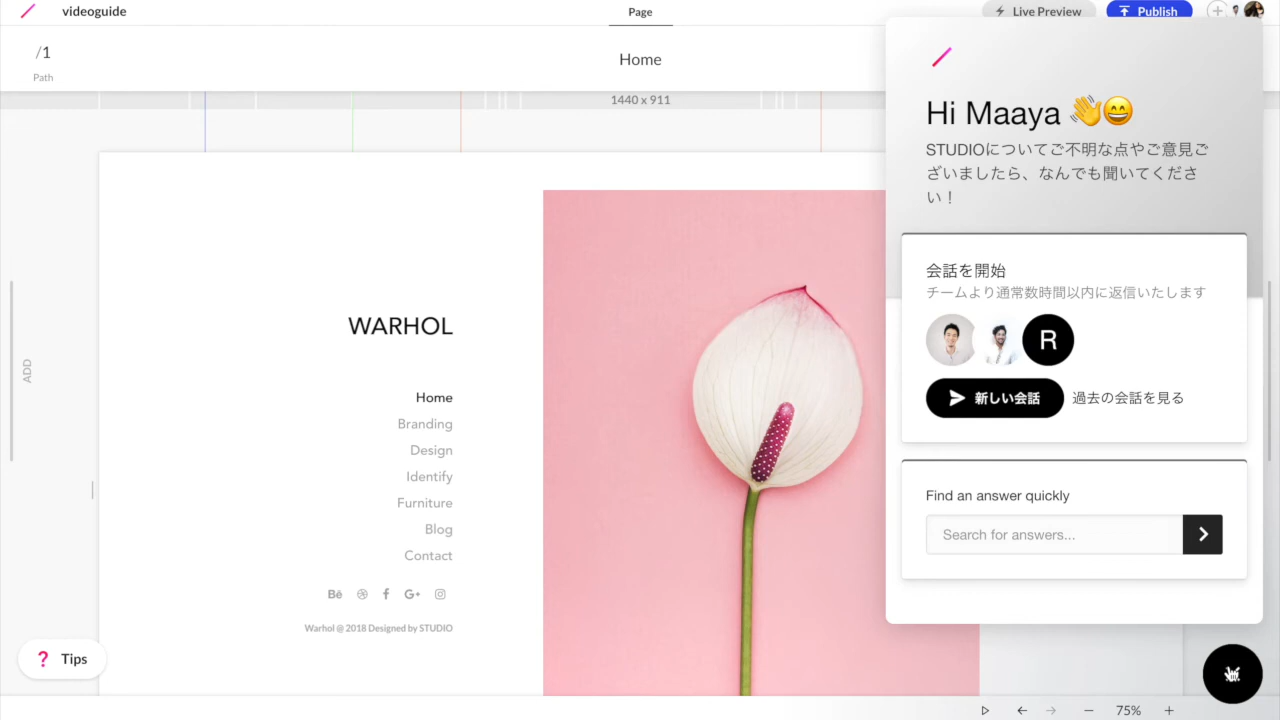 videoguide
Page
Live Preview
Publish
/1
Path
Home
1440 x 911
ADD
WARHOL
Home
Branding
Design
Identify
Furniture
Blog
Contact
Bē
G+
Warhol @ 2018 Designed by STUDIO
? Tips
Hi Maaya 👋😄
STUDIOについてご不明な点やご意見ご
ざいましたら、なんでも聞いてくださ
い！
会話を開始
チームより通常数時間以内に返信いたします
R
新しい会話
過去の会話を見る
Find an answer quickly
Search for answers...
75%